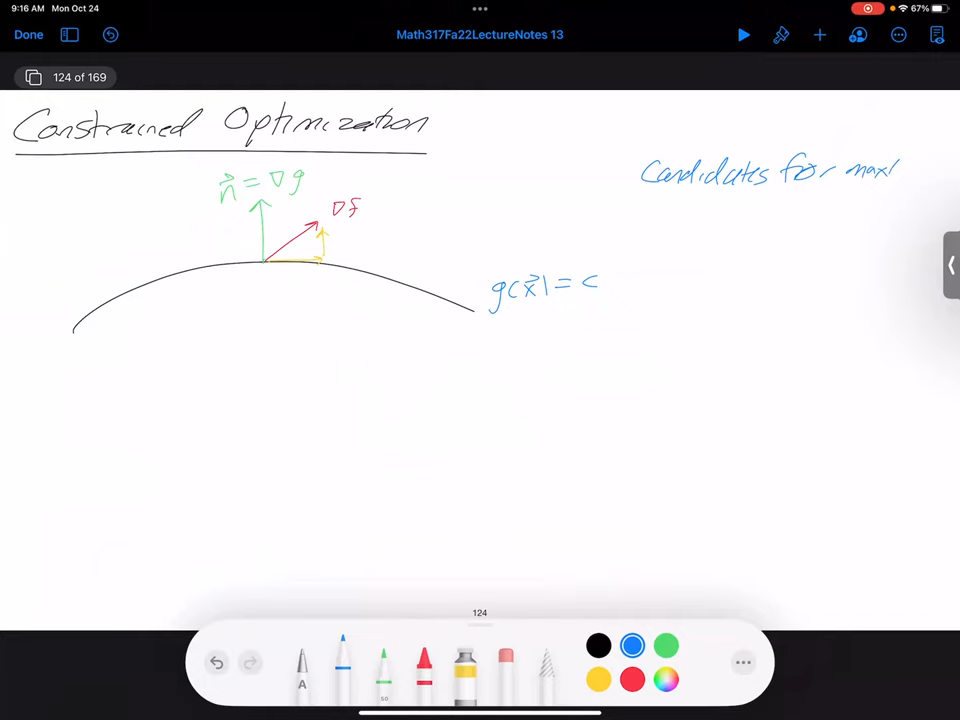 9:16 AM Mon Oct 24
67%
Done
Math317Fa22LectureNotes 13
124 of 169
Constrained Optimization
n⃗ = ∇g
∇f
Candidates for max/
g(x⃗) = c
124
A
50